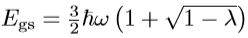 E_gs = 3/2 ℏω (1 + √(1 − λ))